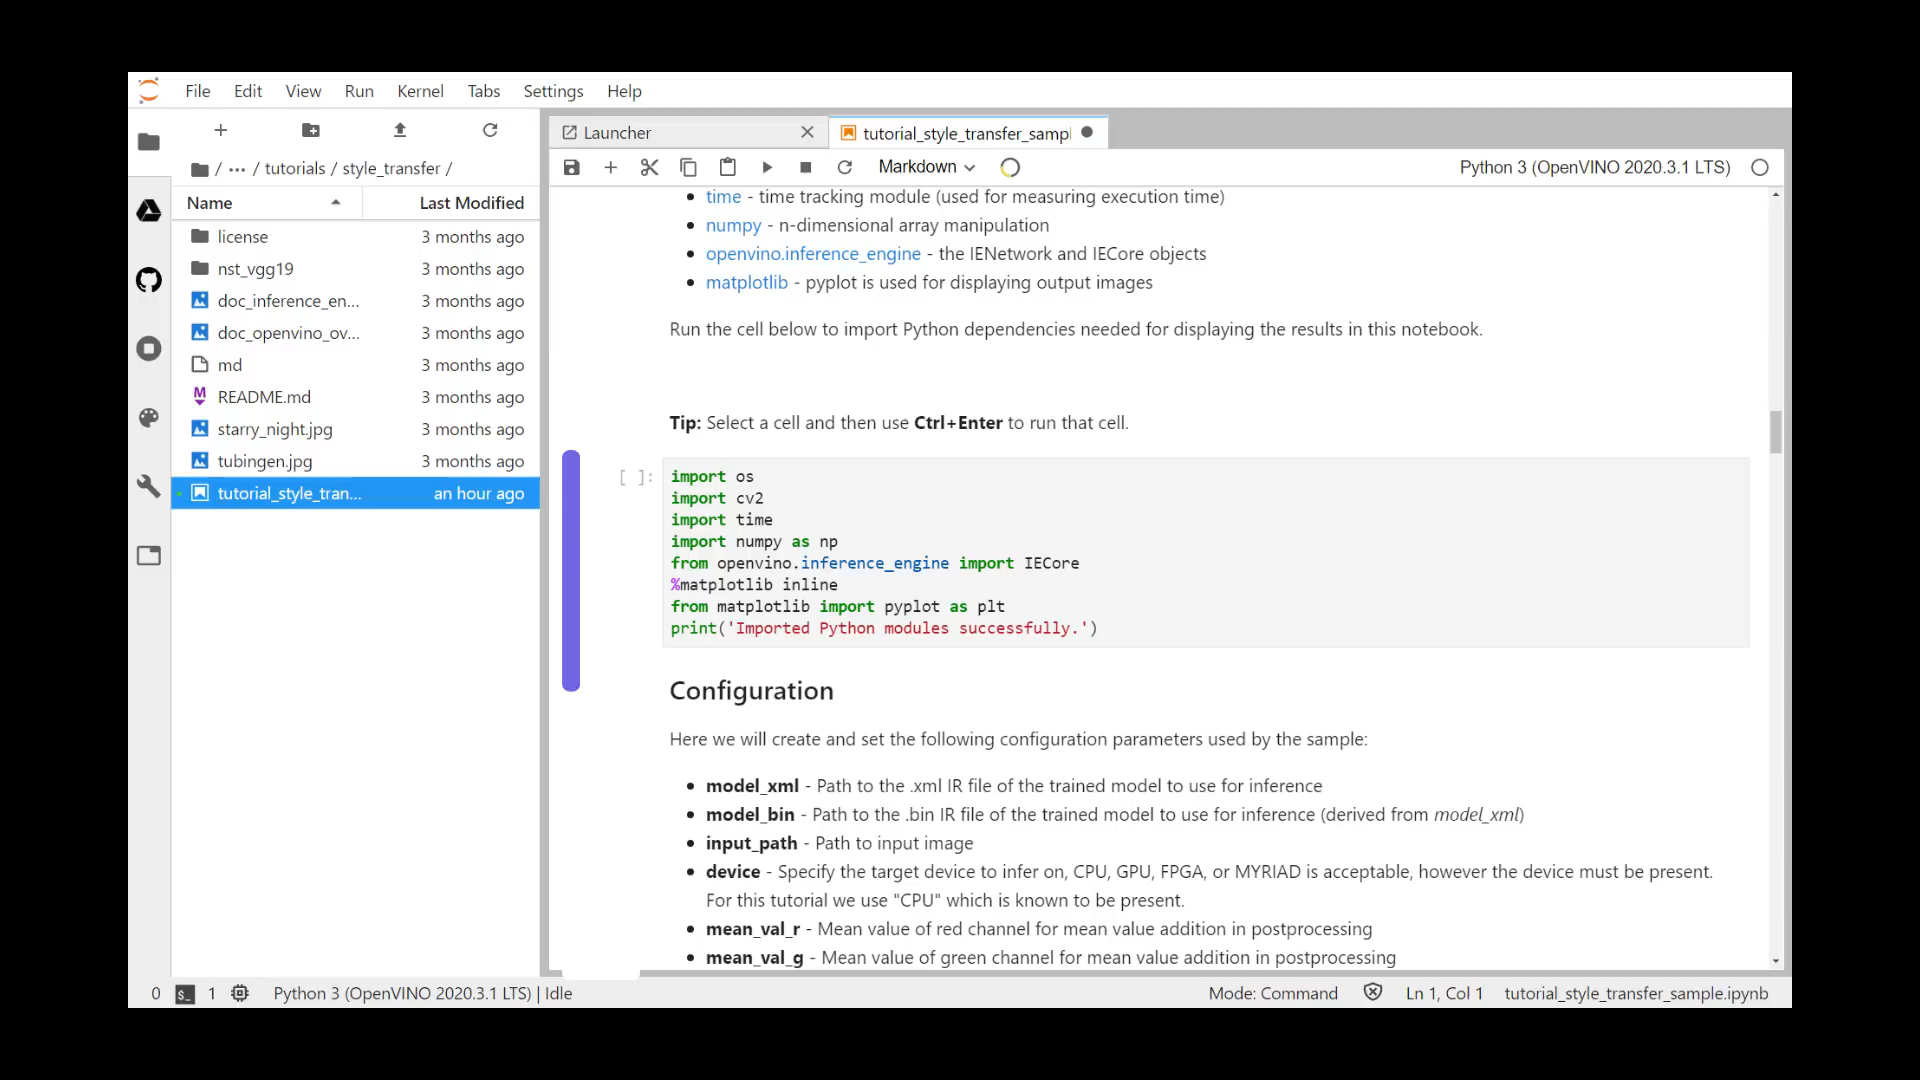 File Edit View Run Kernel Tabs Settings Help
/ ... / tutorials / style_transfer /
Name Last Modified
license 3 months ago
nst_vgg19 3 months ago
doc_inference_en... 3 months ago
doc_openvino_ov... 3 months ago
md 3 months ago
M README.md 3 months ago
starry_night.jpg 3 months ago
tubingen.jpg 3 months ago
tutorial_style_tran... an hour ago
Launcher tutorial_style_transfer_sampl
Markdown Python 3 (OpenVINO 2020.3.1 LTS)
• time - time tracking module (used for measuring execution time)
• numpy - n-dimensional array manipulation
• openvino.inference_engine - the IENetwork and IECore objects
• matplotlib - pyplot is used for displaying output images
Run the cell below to import Python dependencies needed for displaying the results in this notebook.
Tip: Select a cell and then use Ctrl+Enter to run that cell.
[ ]: import os
import cv2
import time
import numpy as np
from openvino.inference_engine import IECore
%matplotlib inline
from matplotlib import pyplot as plt
print('Imported Python modules successfully.')
Configuration
Here we will create and set the following configuration parameters used by the sample:
• model_xml - Path to the .xml IR file of the trained model to use for inference
• model_bin - Path to the .bin IR file of the trained model to use for inference (derived from model_xml)
• input_path - Path to input image
• device - Specify the target device to infer on, CPU, GPU, FPGA, or MYRIAD is acceptable, however the device must be present.
For this tutorial we use "CPU" which is known to be present.
• mean_val_r - Mean value of red channel for mean value addition in postprocessing
• mean_val_g - Mean value of green channel for mean value addition in postprocessing
0 $_ 1 Python 3 (OpenVINO 2020.3.1 LTS) | Idle Mode: Command Ln 1, Col 1 tutorial_style_transfer_sample.ipynb